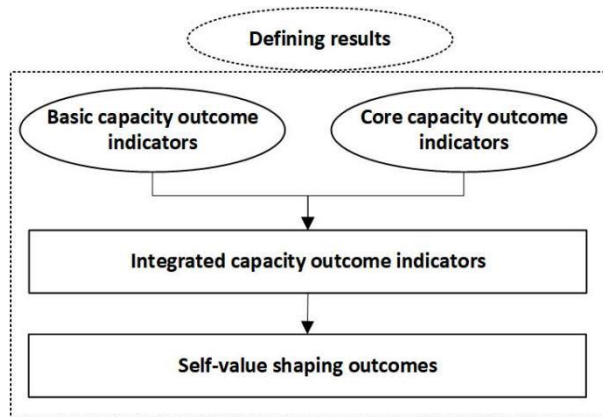 Defining results
Basic capacity outcome
indicators
Core capacity outcome
indicators
Integrated capacity outcome indicators
Self-value shaping outcomes